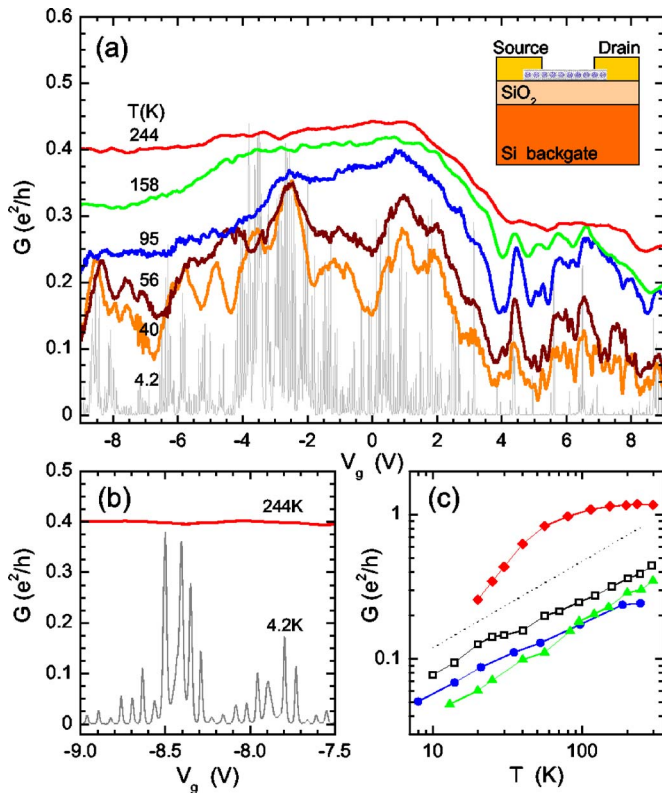 (a)
Source Drain
SiO2
Si backgate
T(K)
244
158
95
56
40
4.2
0.6
0.5
0.4
0.3
0.2
0.1
0
G (e²/h)
-8 -6 -4 -2 0 2 4 6 8
Vg (V)
(b)
244K
4.2K
0.5
0.4
0.3
0.2
0.1
0
G (e²/h)
-9.0 -8.5 -8.0 -7.5
Vg (V)
(c)
1
0.1
G (e²/h)
10 100
T (K)